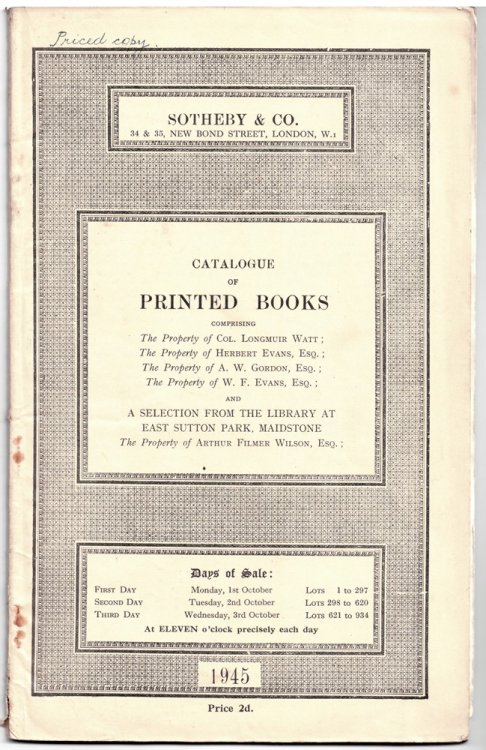 Priced copy.
SOTHEBY & CO.
34 & 35, NEW BOND STREET, LONDON, W.1
CATALOGUE
OF
PRINTED BOOKS
COMPRISING
The Property of COL. LONGMUIR WATT ;
The Property of HERBERT EVANS, ESQ. ;
The Property of A. W. GORDON, ESQ. ;
The Property of W. F. EVANS, ESQ. ;
AND
A SELECTION FROM THE LIBRARY AT
EAST SUTTON PARK, MAIDSTONE
The Property of ARTHUR FILMER WILSON, ESQ. ;
Days of Sale :
FIRST DAY Monday, 1st October LOTS 1 to 297
SECOND DAY Tuesday, 2nd October LOTS 298 to 620
THIRD DAY Wednesday, 3rd October LOTS 621 to 934
At ELEVEN o'clock precisely each day
1945
Price 2d.